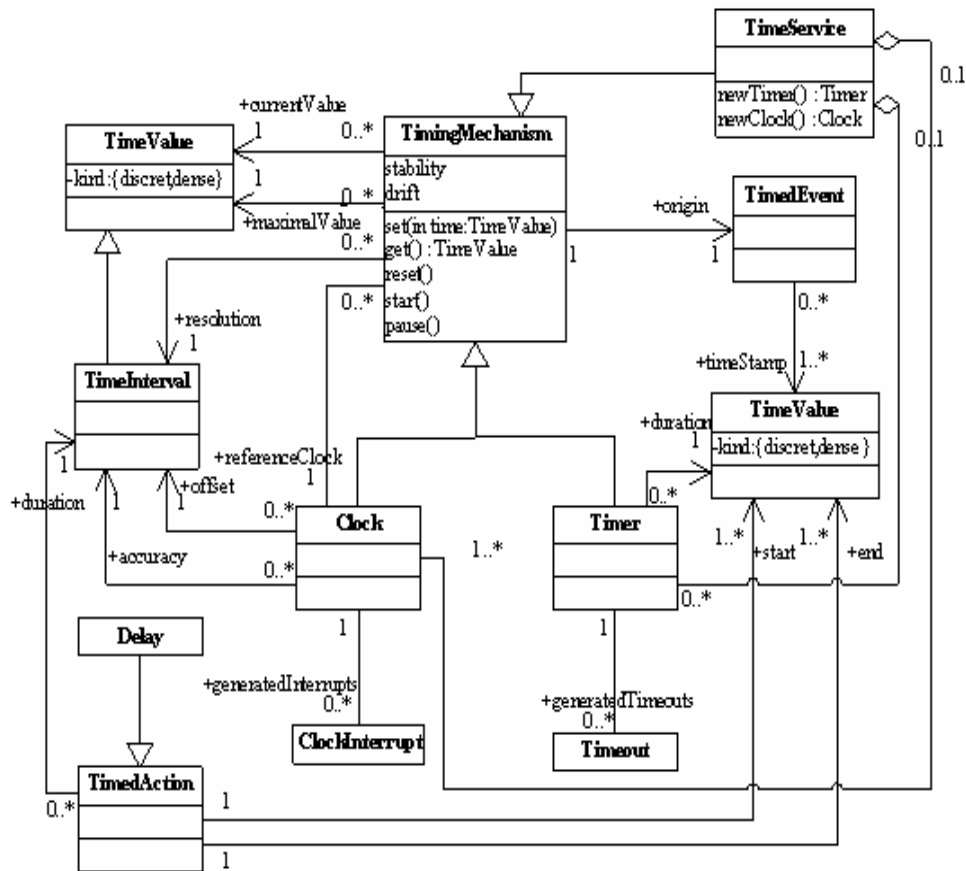 TimeService
newTimer() : Timer
newClock() : Clock
0.1
0.1
+currentValue
1
0..*
TimeValue
-kind:{discret,dense}
1
0..*
+maximalValue
TimingMechanism
stability
drift
set(in time:TimeValue)
get() : TimeValue
reset()
start()
pause()
0..*
0..*
+origin
1
1
TimedEvent
0..*
+timeStamp
1..*
+resolution
1
TimeInterval
TimeValue
-kind:{discret,dense }
+duration
1
0..*
+referenceClock
1
1
+duration
1
+offset
1
0..*
+accuracy
0..*
Clock
1..*
Timer
0..*
1..*
+start
1..*
+end
1
1
Delay
+generatedInterrupts
0..*
ClockInterrupt
+generatedTimeouts
0..*
Timeout
TimedAction
0..*
1
1